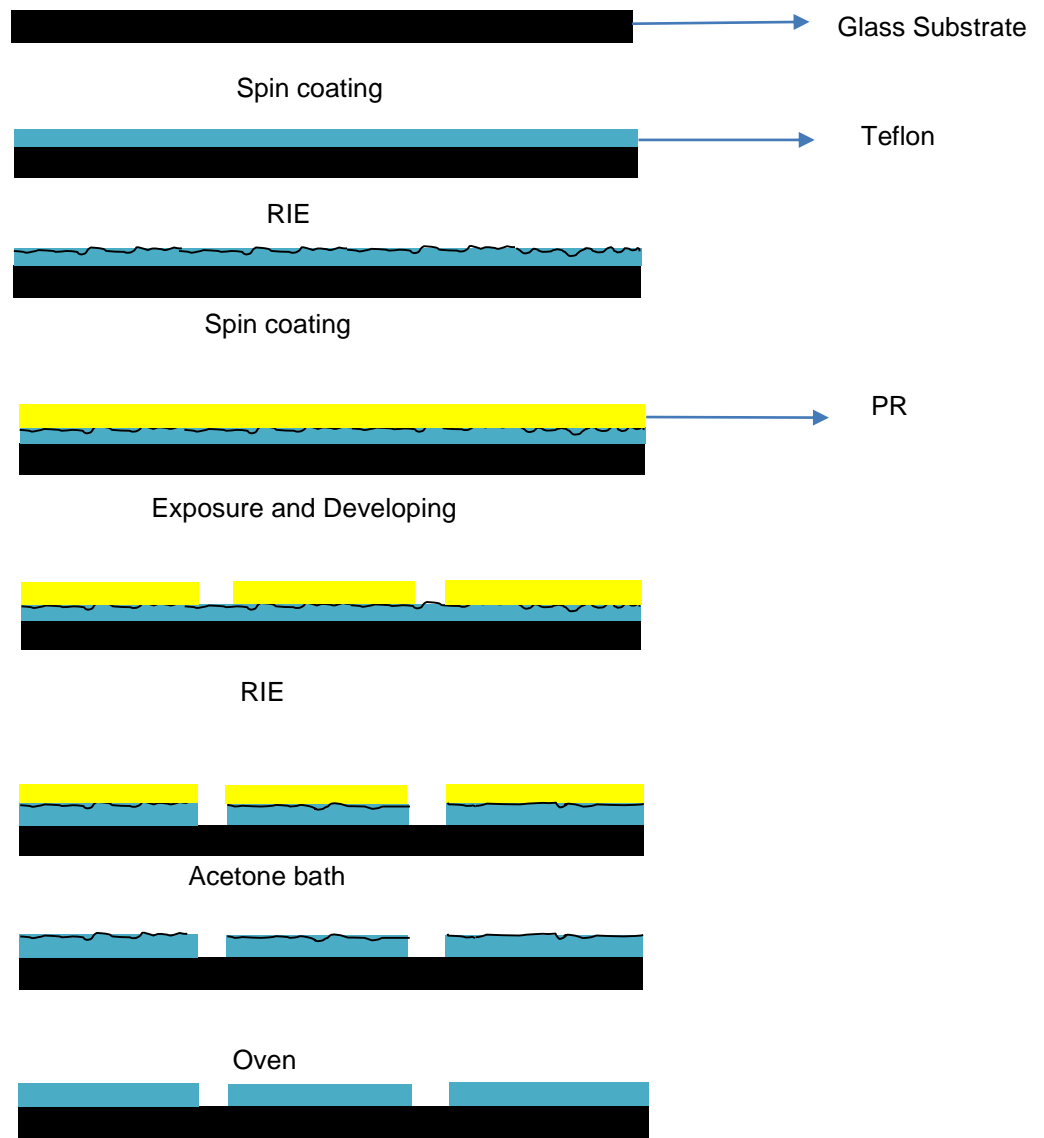 Glass Substrate
Spin coating
Teflon
RIE
Spin coating
PR
Exposure and Developing
RIE
Acetone bath
Oven